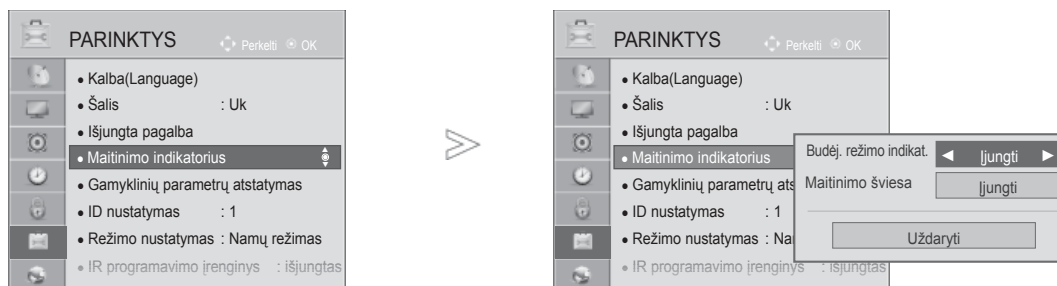 PARINKTYS
Perkelti OK
• Kalba(Language)
• Šalis : Uk
• Išjungta pagalba
• Maitinimo indikatorius
• Gamyklinių parametrų atstatymas
• ID nustatymas : 1
• Režimo nustatymas : Namų režimas
• IR programavimo įrenginys : išjungtas
>>
PARINKTYS
Perkelti OK
• Kalba(Language)
• Šalis : Uk
• Išjungta pagalba
• Maitinimo indikatorius
• Gamyklinių parametrų ats
• ID nustatymas : 1
• Režimo nustatymas : Na
• IR programavimo įrenginys : išjungtas
Budėj. režimo indikat. ◄ Įjungti ►
Maitinimo šviesa Įjungti
Uždaryti